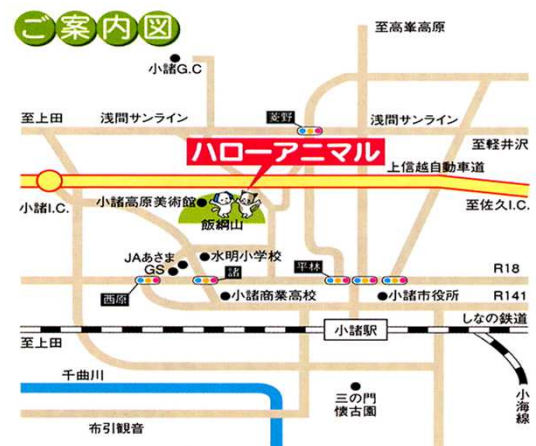 ご案内図
至高峯高原
小諸G.C
至上田
浅間サンライン
菱野
浅間サンライン
至軽井沢
ハローアニマル
上信越自動車道
小諸I.C.
小諸高原美術館
至佐久I.C.
飯綱山
JAあさま
GS
水明小学校
西原
諸
平林
R18
小諸商業高校
小諸市役所
R141
至上田
小諸駅
しなの鉄道
千曲川
三の門
懐古園
小海線
布引観音